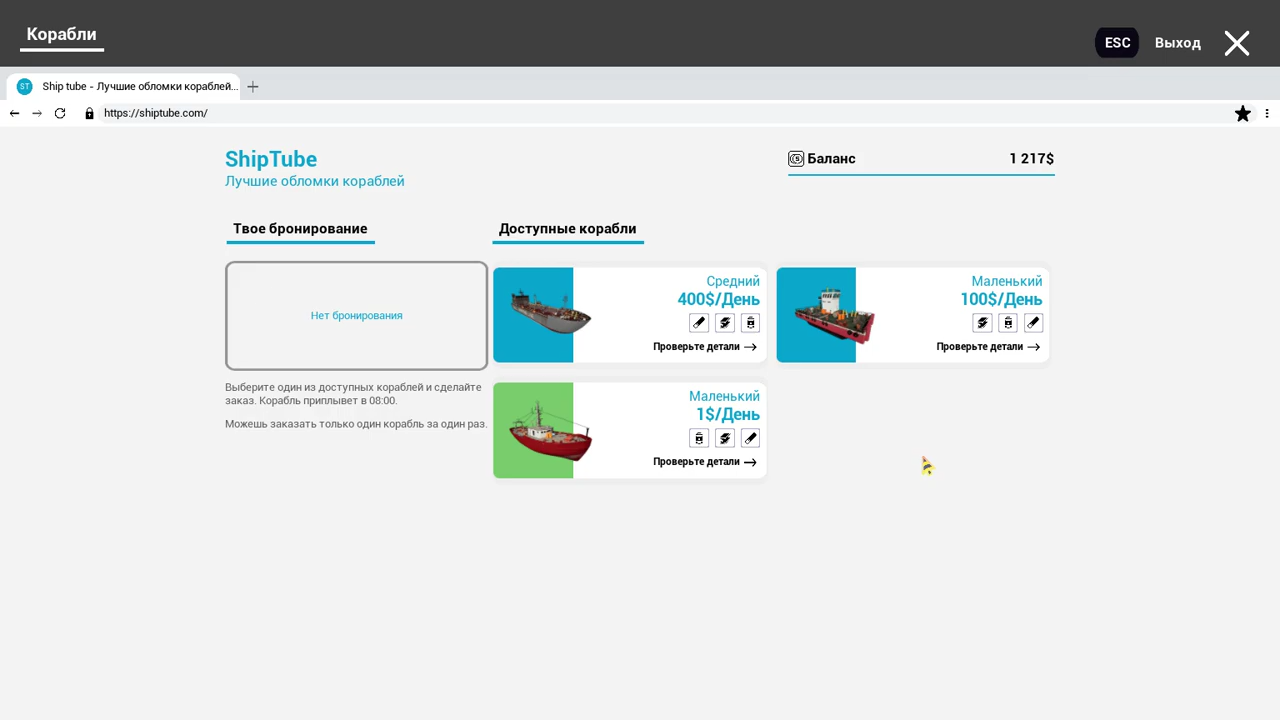 Корабли
ESC
Выход
ST
Ship tube - Лучшие обломки кораблей...
https://shiptube.com/
ShipTube
Лучшие обломки кораблей
Баланс
1 217$
Твое бронирование
Доступные корабли
Нет бронирования
Выберите один из доступных кораблей и сделайте
заказ. Корабль приплывет в 08:00.
Можешь заказать только один корабль за один раз.
Средний
400$/День
Проверьте детали
Маленький
100$/День
Проверьте детали
Маленький
1$/День
Проверьте детали